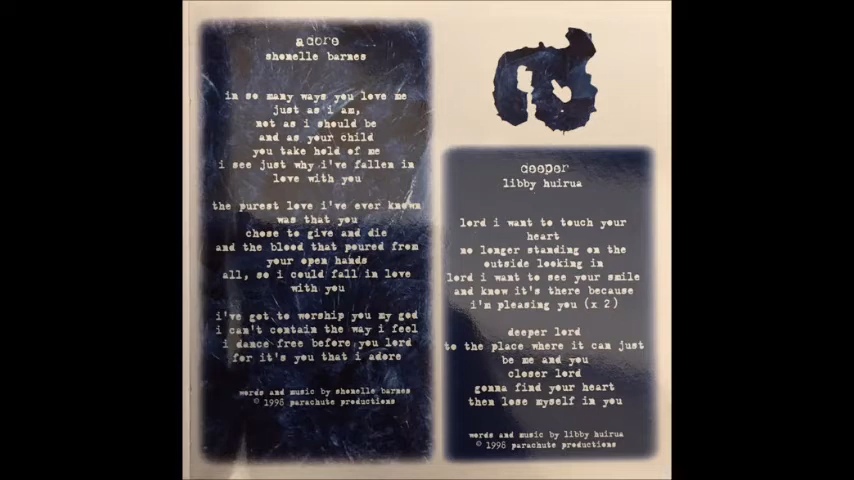 adore
shonelle barnes
in so many ways you love me
just as i am,
not as i should be
and as your child
you take hold of me
i see just why i've fallen in
love with you
the purest love i've ever known
was that you
chose to give and die
and the blood that poured from
your open hands
all, so i could fall in love
with you
i've got to worship you my god
i can't contain the way i feel
i dance free before you lord
for it's you that i adore
words and music by shonelle barnes
© 1998 parachute productions
deeper
libby huirua
lord i want to touch your
heart
no longer standing on the
outside looking in
lord i want to see your smile
and know it's there because
i'm pleasing you (x 2)
deeper lord
to the place where it can just
be me and you
closer lord
gonna find your heart
then lose myself in you
words and music by libby huirua
© 1998 parachute productions